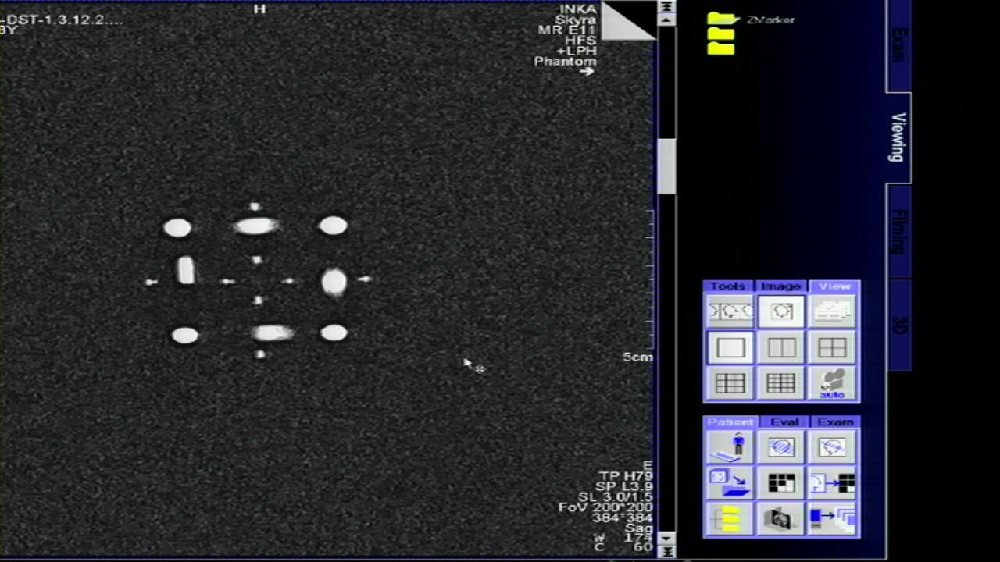 H
-DST-1.3.12.2....
BY
INKA
Skyra
MR E11
HFS
+LPH
Phantom
ZMarker
Exam
Viewing
Filming
3D
5cm
Tools Image View
auto
Patient Eval Exam
E
TP H79
SP L3.9
SL 3.0/1.5
FoV 200*200
384*384
Sag
W 174
C 60